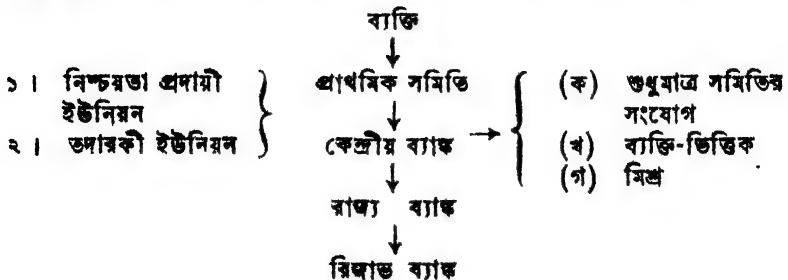 ব্যক্তি
১। নিশ্চয়তা প্রদায়ী
ইউনিয়ন
২। তদারকী ইউনিয়ন
প্রাথমিক সমিতি
কেন্দ্রীয় ব্যাঙ্ক
রাজ্য ব্যাঙ্ক
রিজার্ভ ব্যাঙ্ক
(ক) শুধুমাত্র সমিতির
সংযোগ
(খ) ব্যক্তি-ভিত্তিক
(গ) মিশ্র